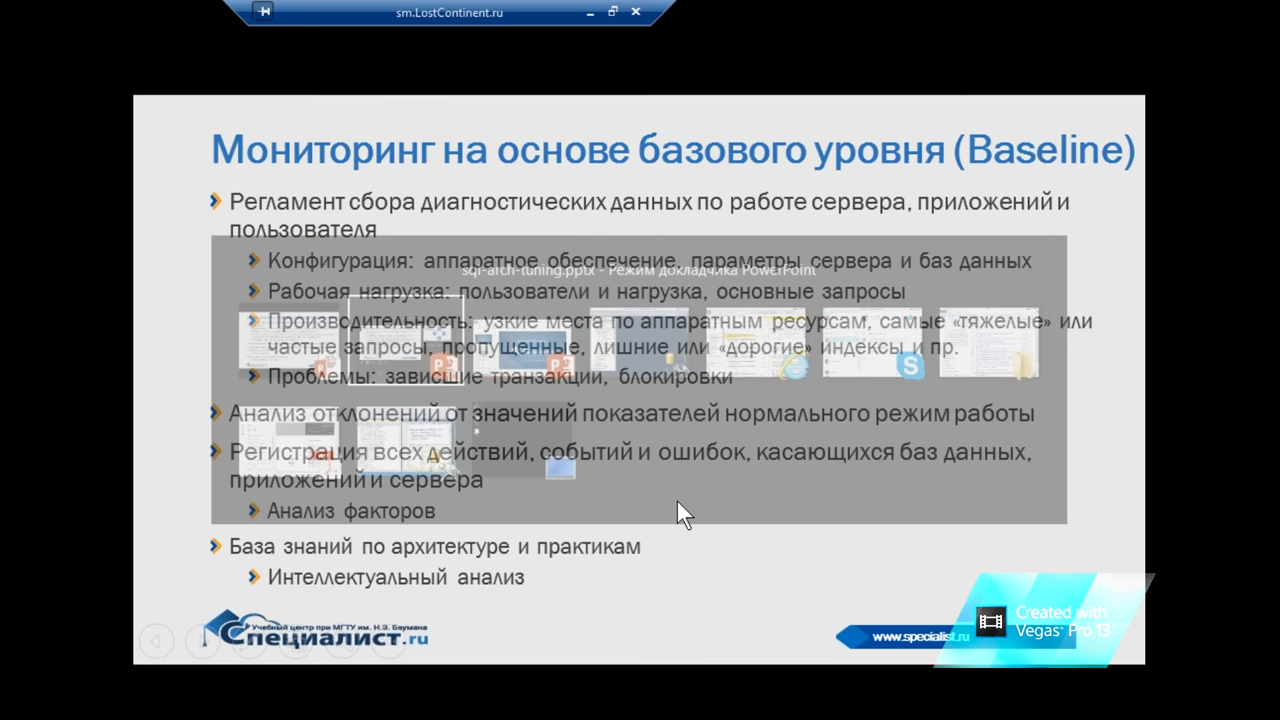 sm.LostContinent.ru
Мониторинг на основе базового уровня (Baseline)
Регламент сбора диагностических данных по работе сервера, приложений и
пользователя
Конфигурация: аппаратное обеспечение, параметры сервера и баз данных
sql-arch-tuning.pptx - Режим докладчика PowerPoint
Рабочая нагрузка: пользователи и нагрузка, основные запросы
Производительность: узкие места по аппаратным ресурсам, самые «тяжелые» или
частые запросы, пропущенные, лишние или «дорогие» индексы и пр.
Проблемы: зависшие транзакции, блокировки
Анализ отклонений от значений показателей нормального режим работы
Регистрация всех действий, событий и ошибок, касающихся баз данных,
приложений и сервера
Анализ факторов
База знаний по архитектуре и практикам
Интеллектуальный анализ
Учебный центр при МГТУ им. Н.Э. Баумана
Специалист.ru
www.specialist.ru
Created with
Vegas Pro 13